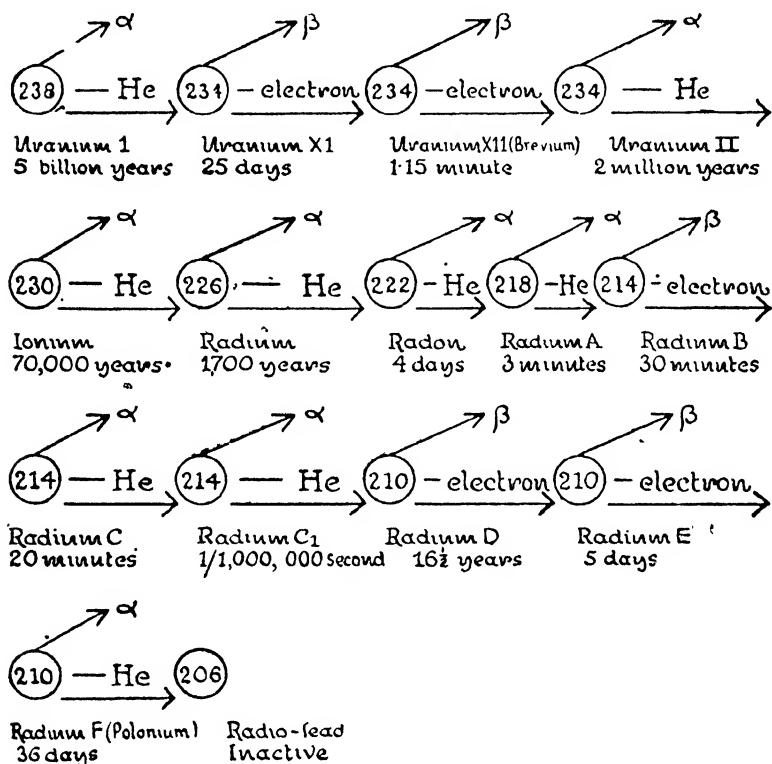 α β β α
238 — He 234 – electron 234 – electron 234 — He
Uranium 1 Uranium X1 Uranium X11 (Brevium) Uranium II
5 billion years 25 days 1·15 minute 2 million years
α α α α β
230 — He 226 — He 222 – He 218 – He 214 – electron
Ionium Radium Radon Radium A Radium B
70,000 years. 1,700 years 4 days 3 minutes 30 minutes
α α β β
214 — He 214 — He 210 – electron 210 – electron
Radium C Radium C1 Radium D Radium E
20 minutes 1/1,000,000 Second 16½ years 5 days
α
210 — He 206
Radium F (Polonium) Radio-lead
36 days Inactive